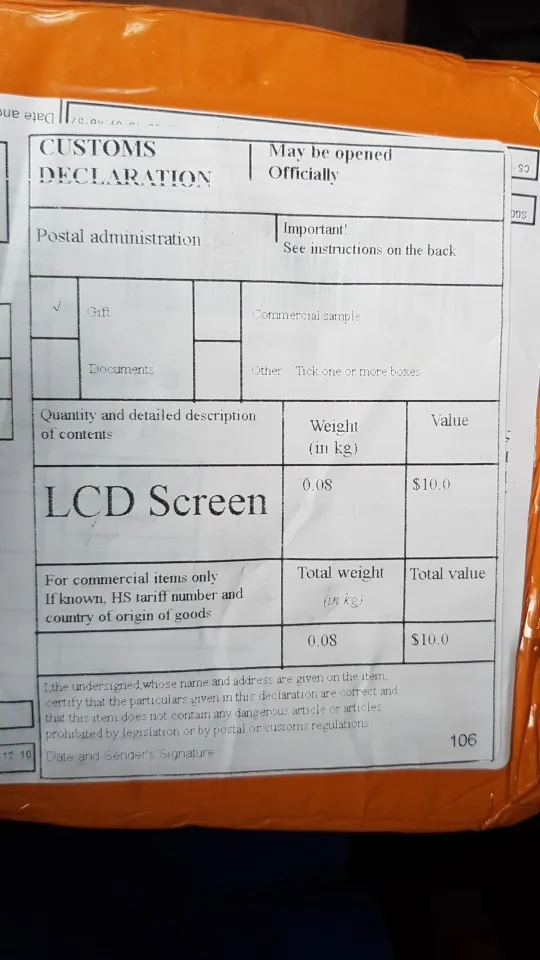 Date and
CUSTOMS
DECLARATION
May be opened
Officially
Postal administration
Important!
See instructions on the back
√
Gift
Commercial sample
Documents
Other Tick one or more boxes
Quantity and detailed description
of contents
Weight
(in kg)
Value
LCD Screen
0.08
$10.0
For commercial items only
If known, HS tariff number and
country of origin of goods
Total weight
(in kg)
Total value
0.08
$10.0
I,the undersigned,whose name and address are given on the item,
certify that the particulars given in this declaration are correct and
that this item does not contain any dangerous article or articles
prohibited by legislation or by postal or customs regulations
Date and Sender's Signature
106
12 10